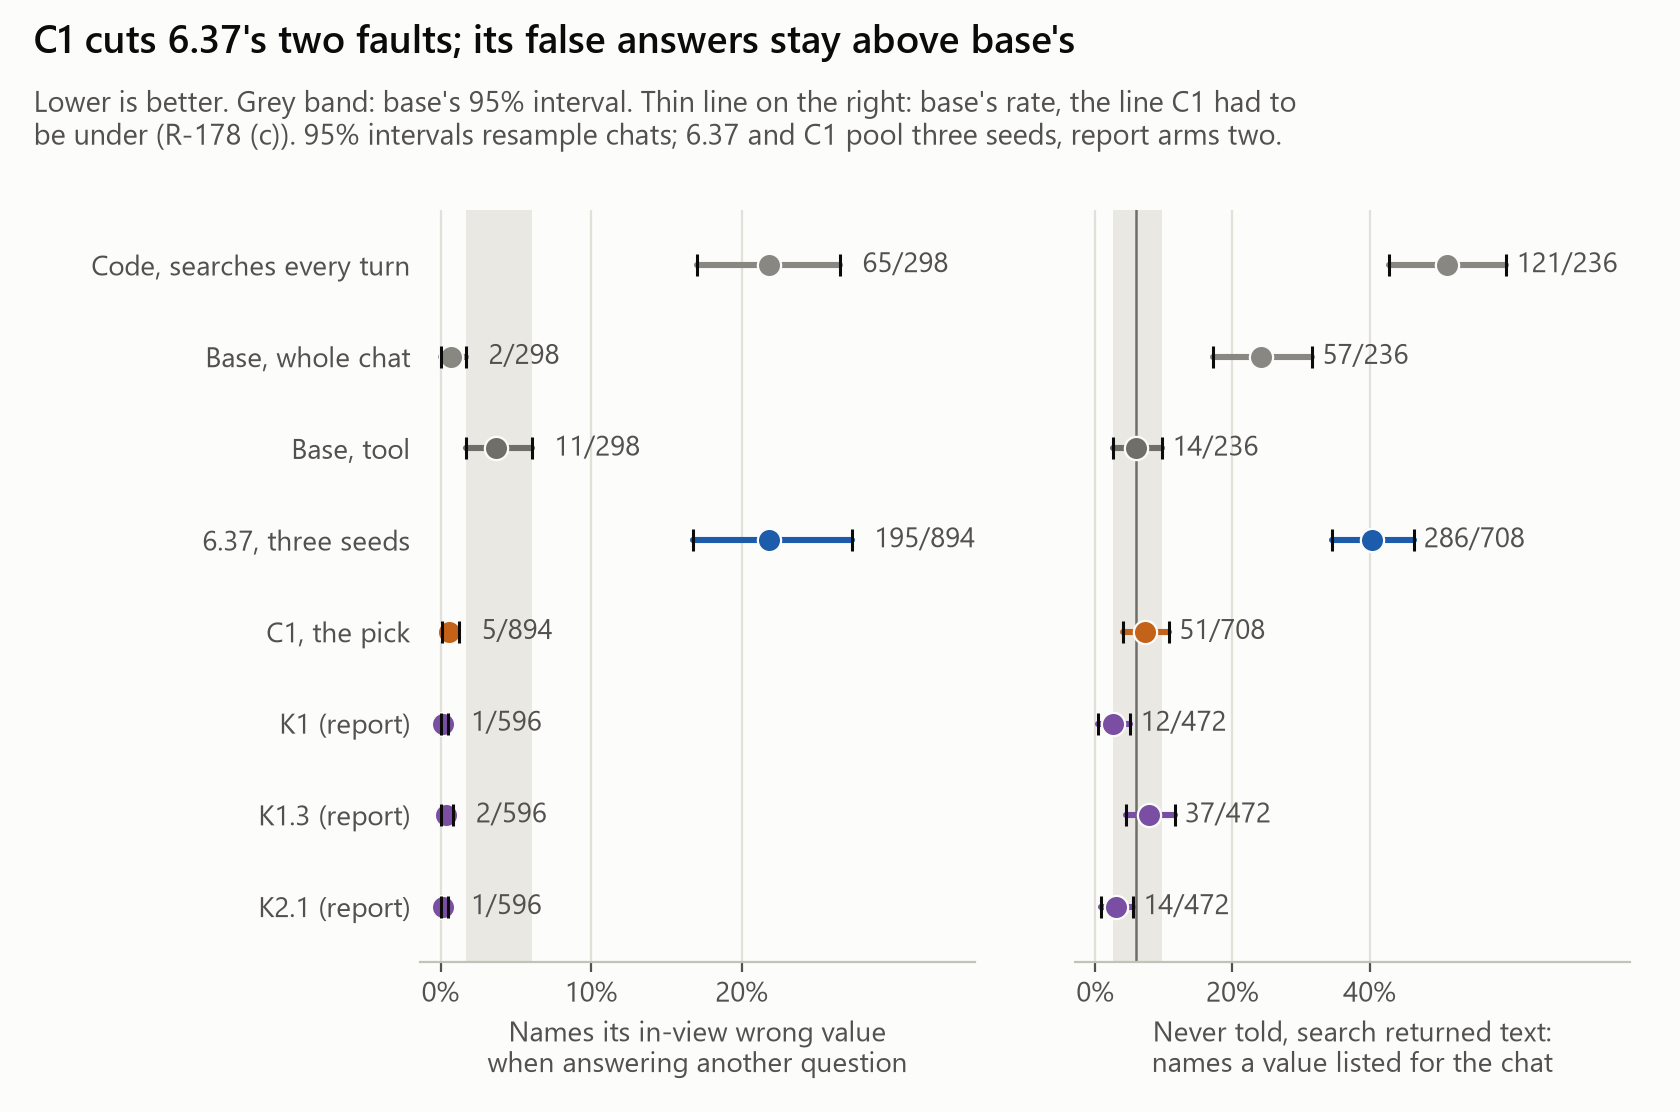 C1 cuts 6.37's two faults; its false answers stay above base's
Lower is better. Grey band: base's 95% interval. Thin line on the right: base's rate, the line C1 had to
be under (R-178 (c)). 95% intervals resample chats; 6.37 and C1 pool three seeds, report arms two.
Code, searches every turn 65/298 121/236
Base, whole chat 2/298 57/236
Base, tool 11/298 14/236
6.37, three seeds 195/894 286/708
C1, the pick 5/894 51/708
K1 (report) 1/596 12/472
K1.3 (report) 2/596 37/472
K2.1 (report) 1/596 14/472
0% 10% 20% 0% 20% 40%
Names its in-view wrong value
when answering another question
Never told, search returned text:
names a value listed for the chat